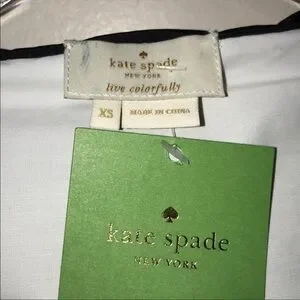 kate spade
NEW YORK
live colorfully
XS
MADE IN CHINA
kate spade
NEW YORK